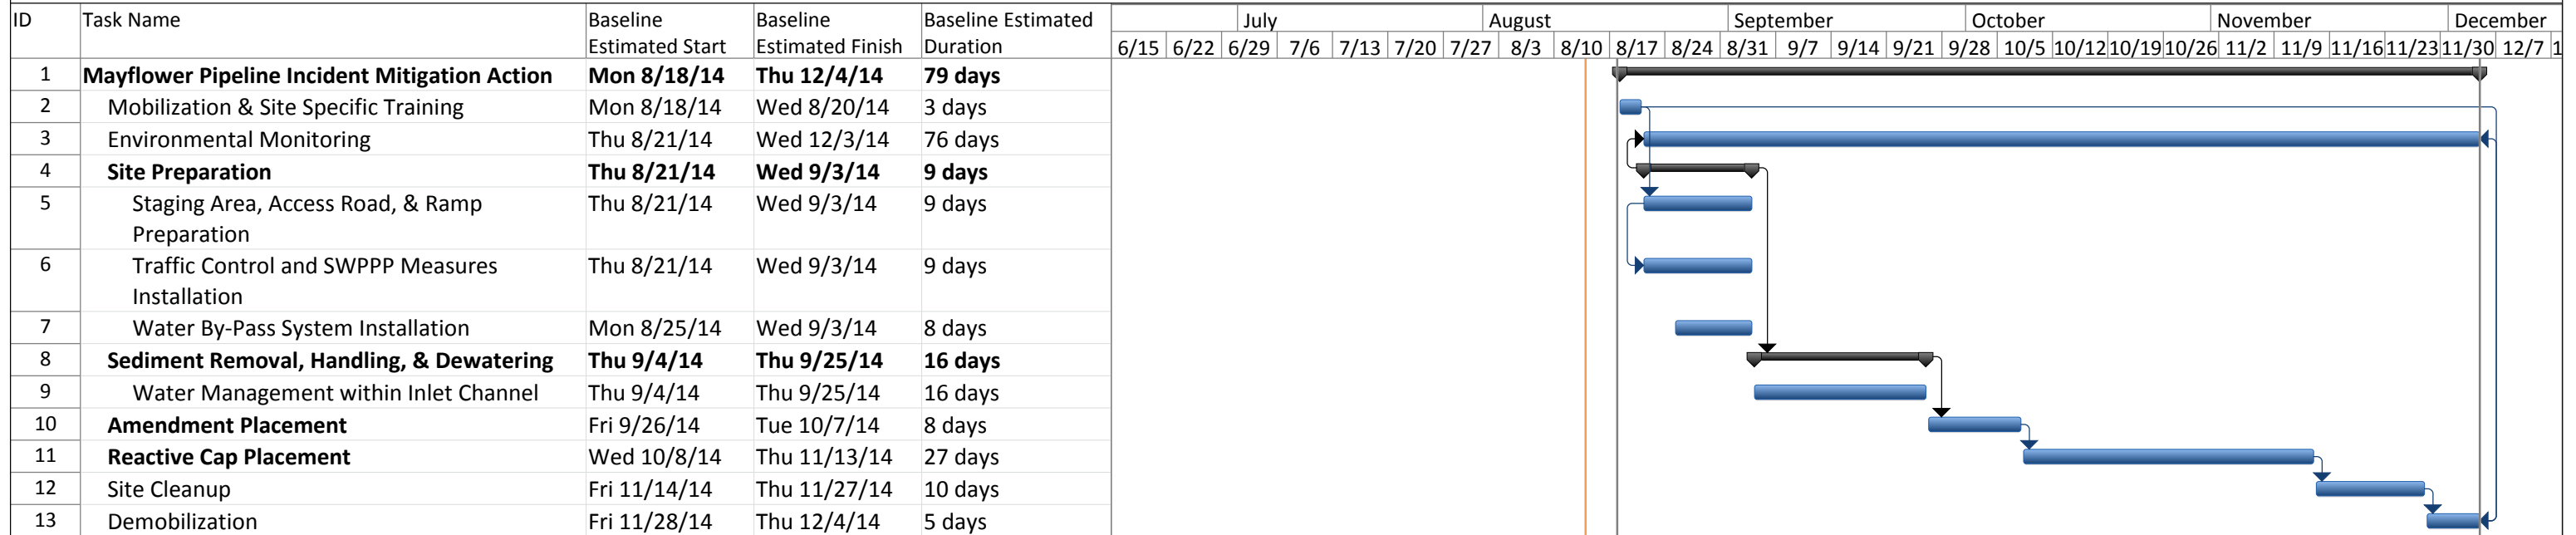 ID Task Name Baseline Estimated Start Baseline Estimated Finish Baseline Estimated Duration
July August September October November December
6/15 6/22 6/29 7/6 7/13 7/20 7/27 8/3 8/10 8/17 8/24 8/31 9/7 9/14 9/21 9/28 10/5 10/12 10/19 10/26 11/2 11/9 11/16 11/23 11/30 12/7 1
1 Mayflower Pipeline Incident Mitigation Action Mon 8/18/14 Thu 12/4/14 79 days
2 Mobilization & Site Specific Training Mon 8/18/14 Wed 8/20/14 3 days
3 Environmental Monitoring Thu 8/21/14 Wed 12/3/14 76 days
4 Site Preparation Thu 8/21/14 Wed 9/3/14 9 days
5 Staging Area, Access Road, & Ramp Thu 8/21/14 Wed 9/3/14 9 days
Preparation
6 Traffic Control and SWPPP Measures Thu 8/21/14 Wed 9/3/14 9 days
Installation
7 Water By-Pass System Installation Mon 8/25/14 Wed 9/3/14 8 days
8 Sediment Removal, Handling, & Dewatering Thu 9/4/14 Thu 9/25/14 16 days
9 Water Management within Inlet Channel Thu 9/4/14 Thu 9/25/14 16 days
10 Amendment Placement Fri 9/26/14 Tue 10/7/14 8 days
11 Reactive Cap Placement Wed 10/8/14 Thu 11/13/14 27 days
12 Site Cleanup Fri 11/14/14 Thu 11/27/14 10 days
13 Demobilization Fri 11/28/14 Thu 12/4/14 5 days